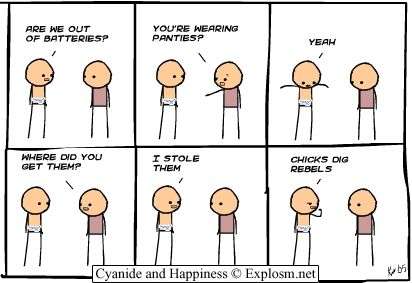 ARE WE OUT
OF BATTERIES?
YOU'RE WEARING
PANTIES?
YEAH
WHERE DID YOU
GET THEM?
I STOLE
THEM
CHICKS DIG
REBELS
Cyanide and Happiness © Explosm.net